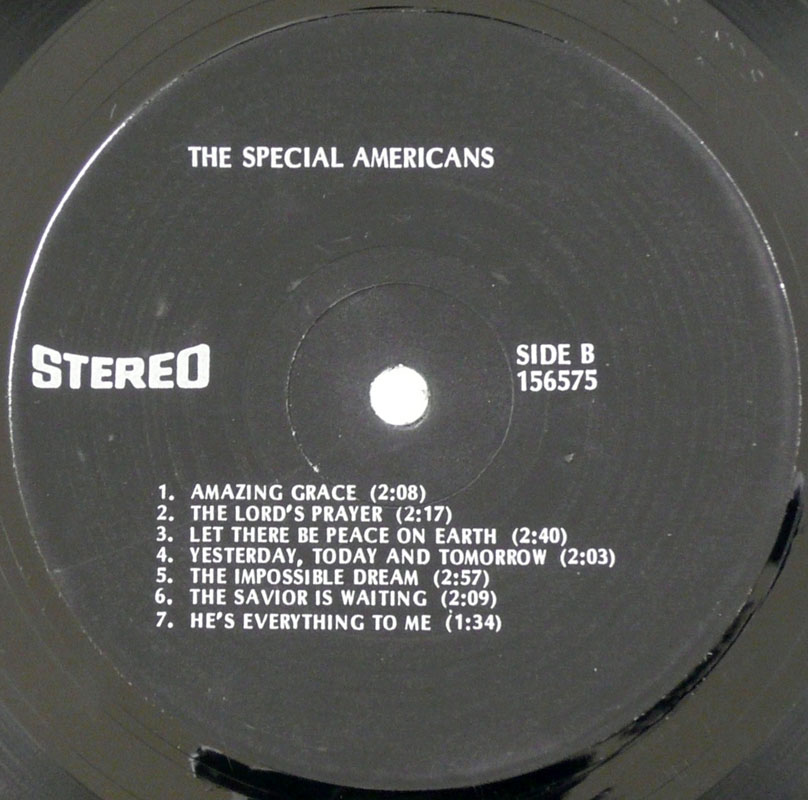 THE SPECIAL AMERICANS
STEREO
SIDE B
156575
1. AMAZING GRACE (2:08)
2. THE LORD'S PRAYER (2:17)
3. LET THERE BE PEACE ON EARTH (2:40)
4. YESTERDAY, TODAY AND TOMORROW (2:03)
5. THE IMPOSSIBLE DREAM (2:57)
6. THE SAVIOR IS WAITING (2:09)
7. HE'S EVERYTHING TO ME (1:34)